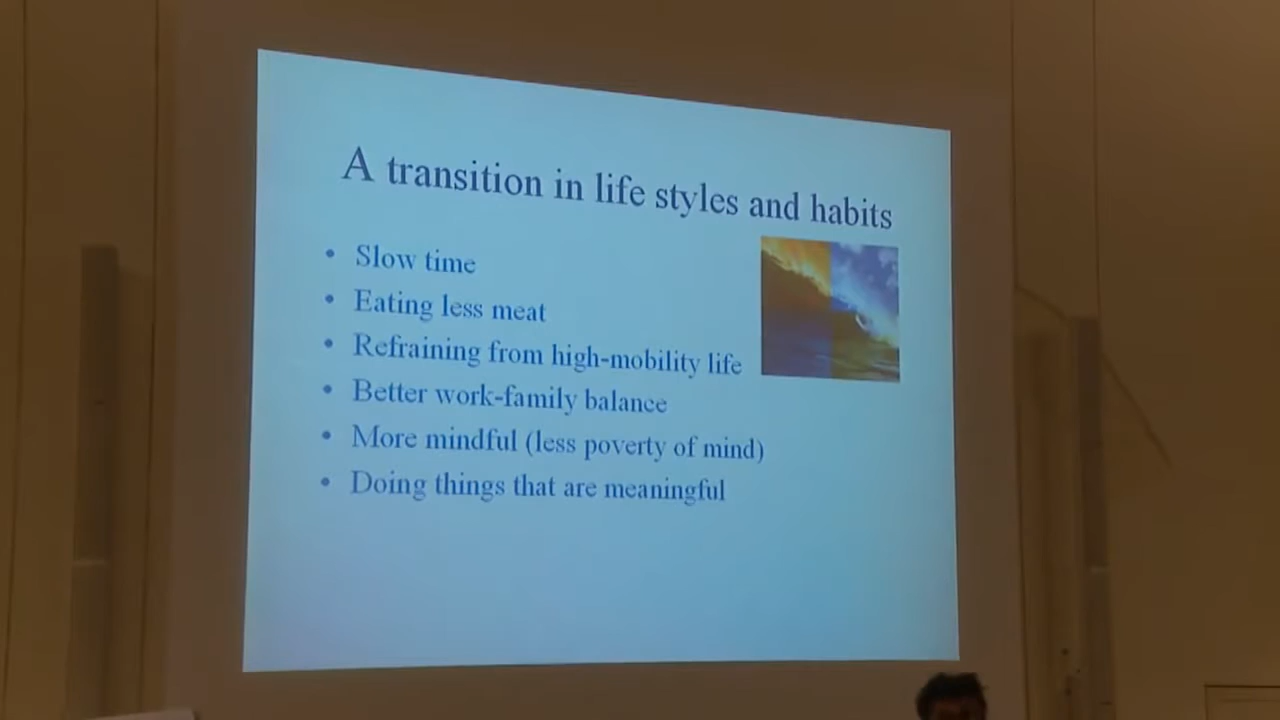 A transition in life styles and habits
• Slow time
• Eating less meat
• Refraining from high-mobility life
• Better work-family balance
• More mindful (less poverty of mind)
• Doing things that are meaningful